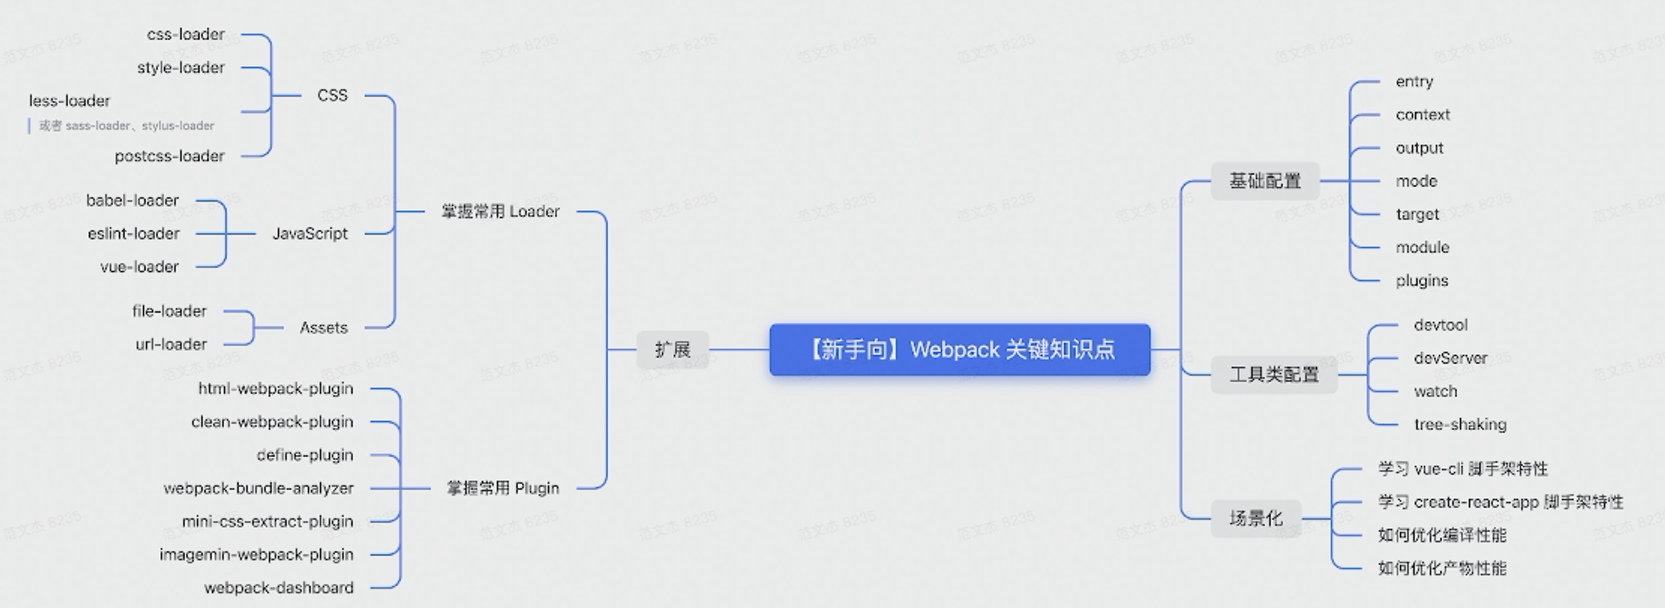 css-loader
style-loader
less-loader
或者 sass-loader、stylus-loader
postcss-loader
CSS
babel-loader
eslint-loader
vue-loader
JavaScript
file-loader
url-loader
Assets
掌握常用 Loader
html-webpack-plugin
clean-webpack-plugin
define-plugin
webpack-bundle-analyzer
mini-css-extract-plugin
imagemin-webpack-plugin
webpack-dashboard
掌握常用 Plugin
扩展
【新手向】Webpack 关键知识点
基础配置
entry
context
output
mode
target
module
plugins
工具类配置
devtool
devServer
watch
tree-shaking
场景化
学习 vue-cli 脚手架特性
学习 create-react-app 脚手架特性
如何优化编译性能
如何优化产物性能
范文杰 8235